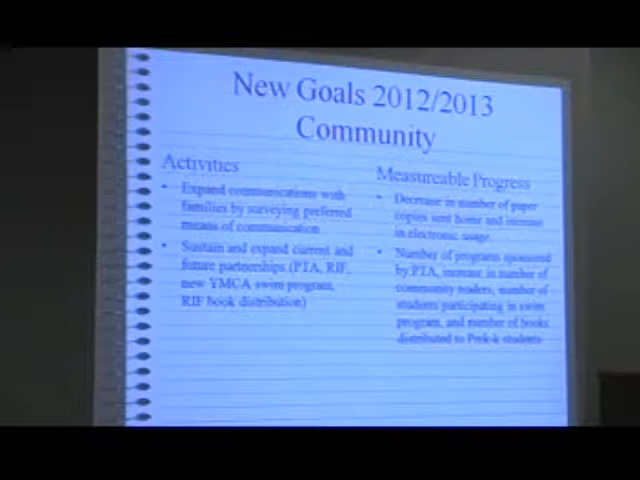 New Goals 2012/2013
Community
Activities
• Expand communications with
families by surveying preferred
means of communication
• Sustain and expand current and
future partnerships (PTA, RIF,
new YMCA swim program,
RIF book distribution)
Measureable Progress
• Decrease in number of paper
copies sent home and increase
in electronic usage
• Number of programs sponsored
by PTA, increase in number of
community readers, number of
students participating in swim
program, and number of books
distributed to Prek-k students